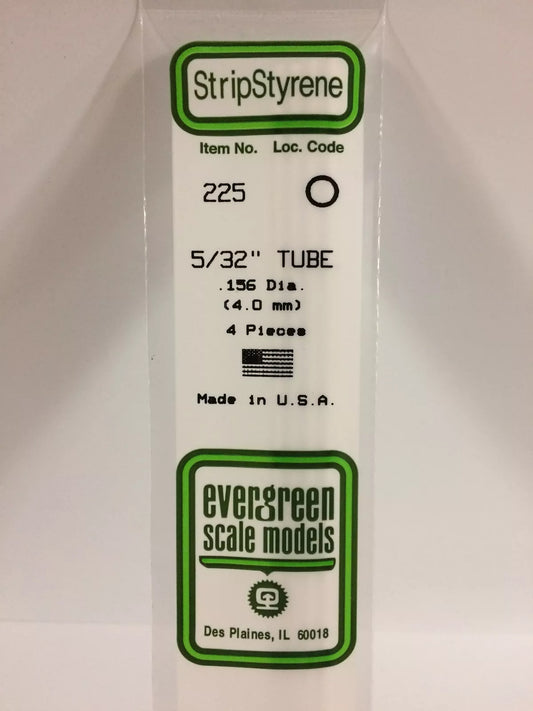 StripStyrene
Item No. Loc. Code
225
5/32" TUBE
.156 Dia.
(4.0 mm)
4 Pieces
Made in U.S.A.
evergreen
scale models
Des Plaines, IL 60018